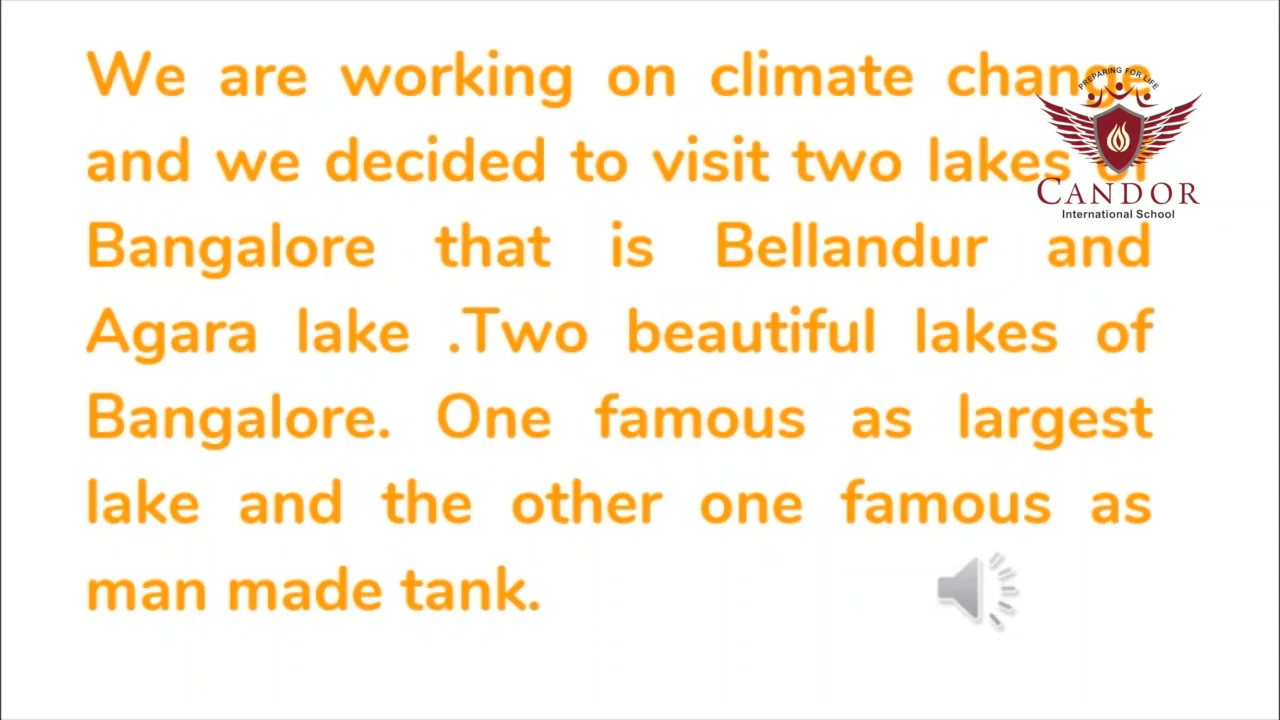 We are working on climate change
and we decided to visit two lakes of
Bangalore that is Bellandur and
Agara lake .Two beautiful lakes of
Bangalore. One famous as largest
lake and the other one famous as
man made tank.
PREPARING FOR LIFE
CANDOR
International School